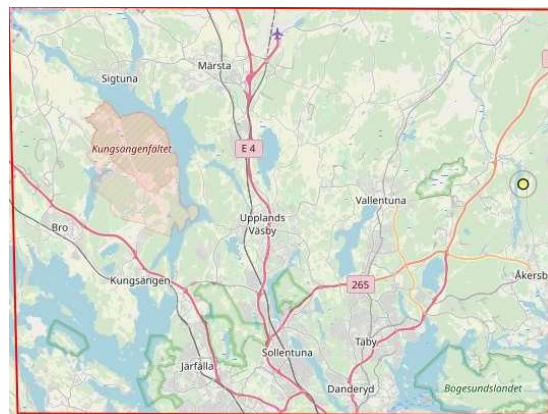 Märsta
Sigtuna
Kungsängenfältet
E 4
Vallentuna
Upplands
Väsby
Bro
Kungsängen
265
Åkersb
Täby
Sollentuna
Järfälla
Danderyd
Bogesundslandet